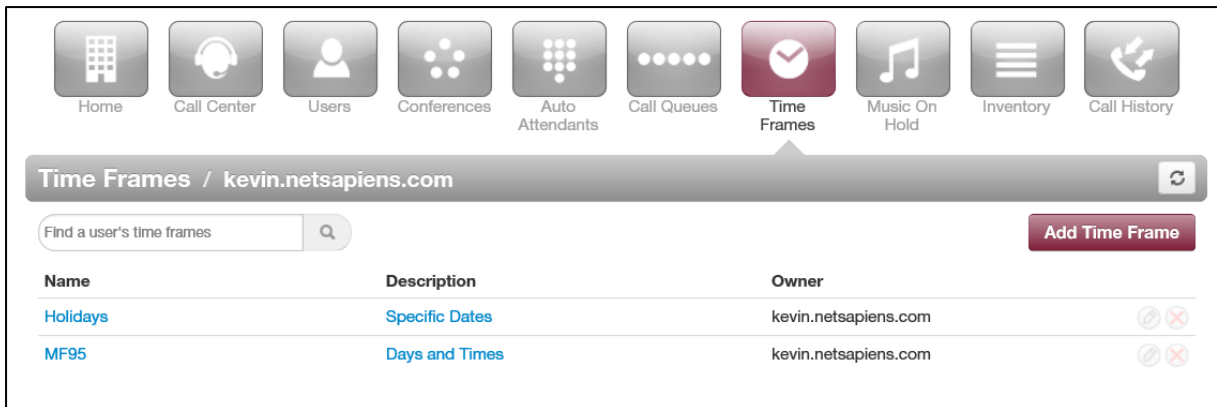 Home Call Center Users Conferences Auto Attendants Call Queues Time Frames Music On Hold Inventory Call History
Time Frames / kevin.netsapiens.com
Find a user's time frames
Add Time Frame
Name Description Owner
Holidays Specific Dates kevin.netsapiens.com
MF95 Days and Times kevin.netsapiens.com